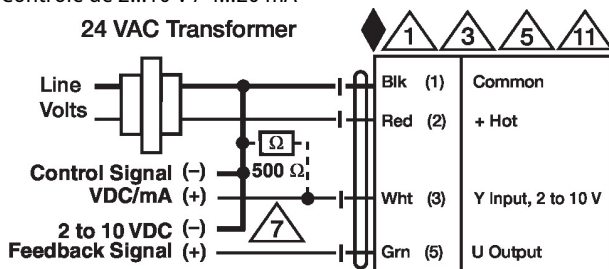 24 VAC Transformer
1 3 5 11
Line
Volts
Blk (1) Common
Red (2) + Hot
Ω
500 Ω
Control Signal (−)
VDC/mA (+)
Wht (3) Y Input, 2 to 10 V
7
2 to 10 VDC (−)
Feedback Signal (+)
Grn (5) U Output